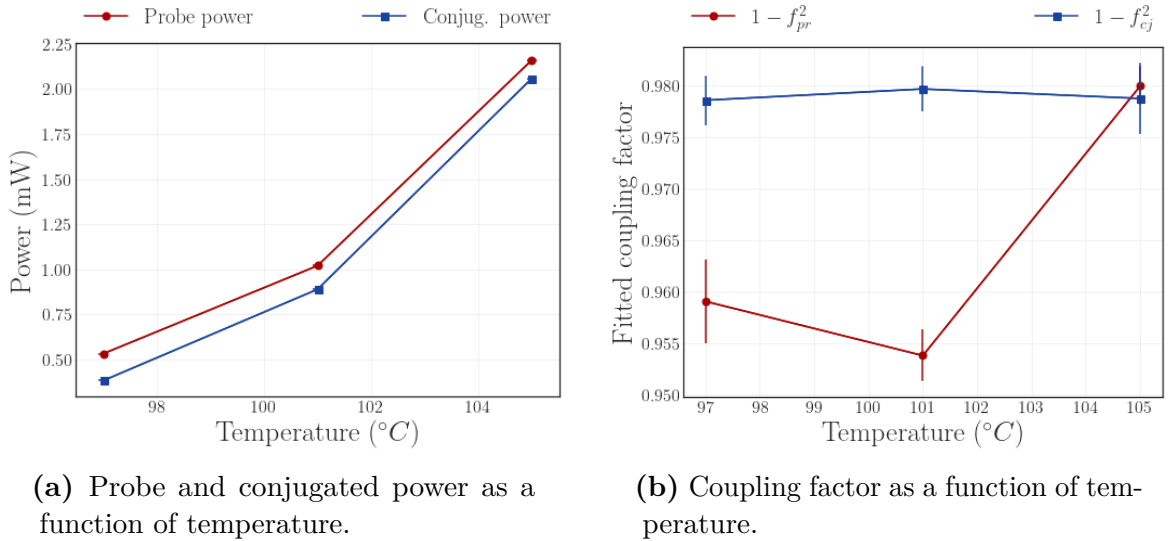 Probe power
Conjug. power
2.25
2.00
1.75
1.50
1.25
1.00
0.75
0.50
Power (mW)
98
100
102
104
Temperature (°C)
(a) Probe and conjugated power as a
function of temperature.
1 − f²pr
1 − f²cj
0.980
0.975
0.970
0.965
0.960
0.955
0.950
Fitted coupling factor
97
98
99
100
101
102
103
104
105
Temperature (°C)
(b) Coupling factor as a function of tem-
perature.